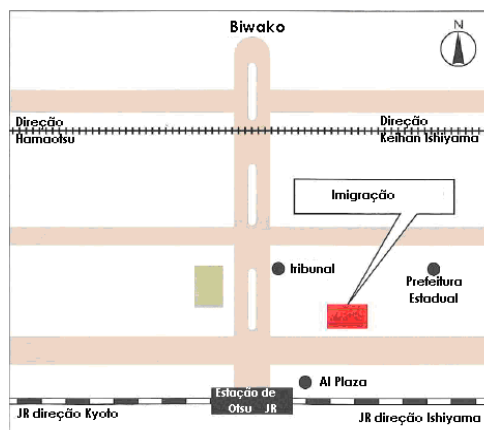 Biwako
N
Direção
Hamaotsu
Direção
Keihan Ishiyama
Imigração
tribunal
Prefeitura
Estadual
Al Plaza
Estação de
Otsu JR
JR direção Kyoto
JR direção Ishiyama